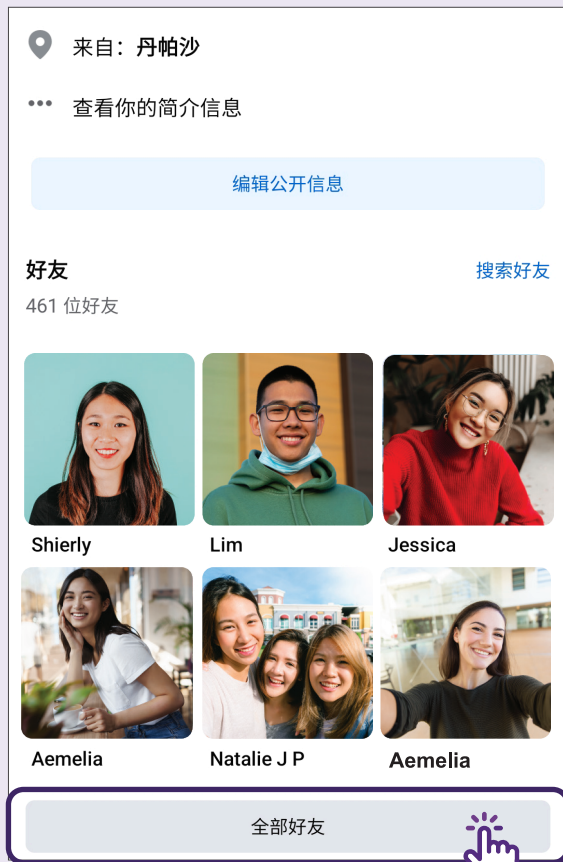 来自：丹帕沙
查看你的简介信息
编辑公开信息
好友
搜索好友
461 位好友
Shierly
Lim
Jessica
Aemelia
Natalie J P
Aemelia
全部好友